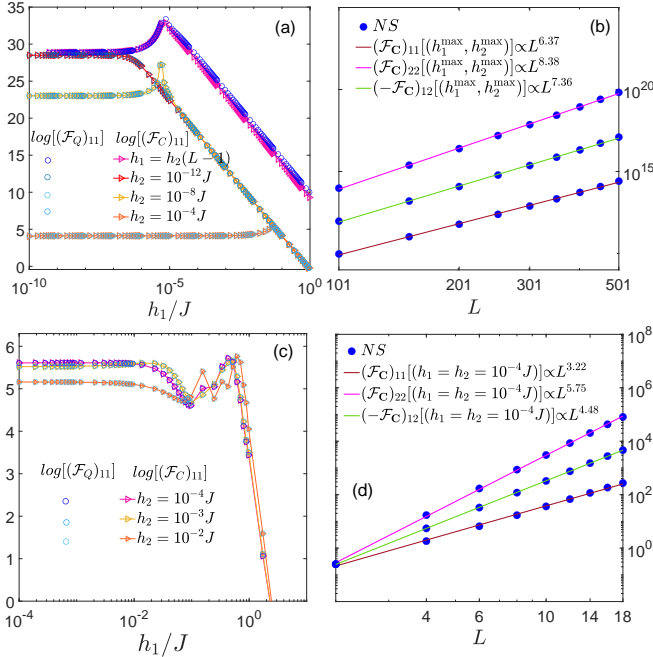 (a)
35
30
25
20
15
10
5
0
log[(F_Q)_{11}] log[(F_C)_{11}]
h_1 = h_2(L − 1)
h_2 = 10^{-12}J
h_2 = 10^{-8}J
h_2 = 10^{-4}J
10^{-10} 10^{-5} 10^0
h_1/J
(b)
NS
(F_C)_{11}[(h_1^{max}, h_2^{max})]∝L^{6.37}
(F_C)_{22}[(h_1^{max}, h_2^{max})]∝L^{8.38}
(−F_C)_{12}[(h_1^{max}, h_2^{max})]∝L^{7.36}
10^{20}
10^{15}
101 201 301 401 501
L
(c)
6
5
4
3
2
1
0
log[(F_Q)_{11}] log[(F_C)_{11}]
h_2 = 10^{-4}J
h_2 = 10^{-3}J
h_2 = 10^{-2}J
10^{-4} 10^{-2} 10^0
h_1/J
NS
(F_C)_{11}[(h_1 = h_2 = 10^{-4}J)]∝L^{3.22}
(F_C)_{22}[(h_1 = h_2 = 10^{-4}J)]∝L^{5.75}
(−F_C)_{12}[(h_1 = h_2 = 10^{-4}J)]∝L^{4.48}
(d)
10^8
10^6
10^4
10^2
10^0
4 6 10 14 18
L